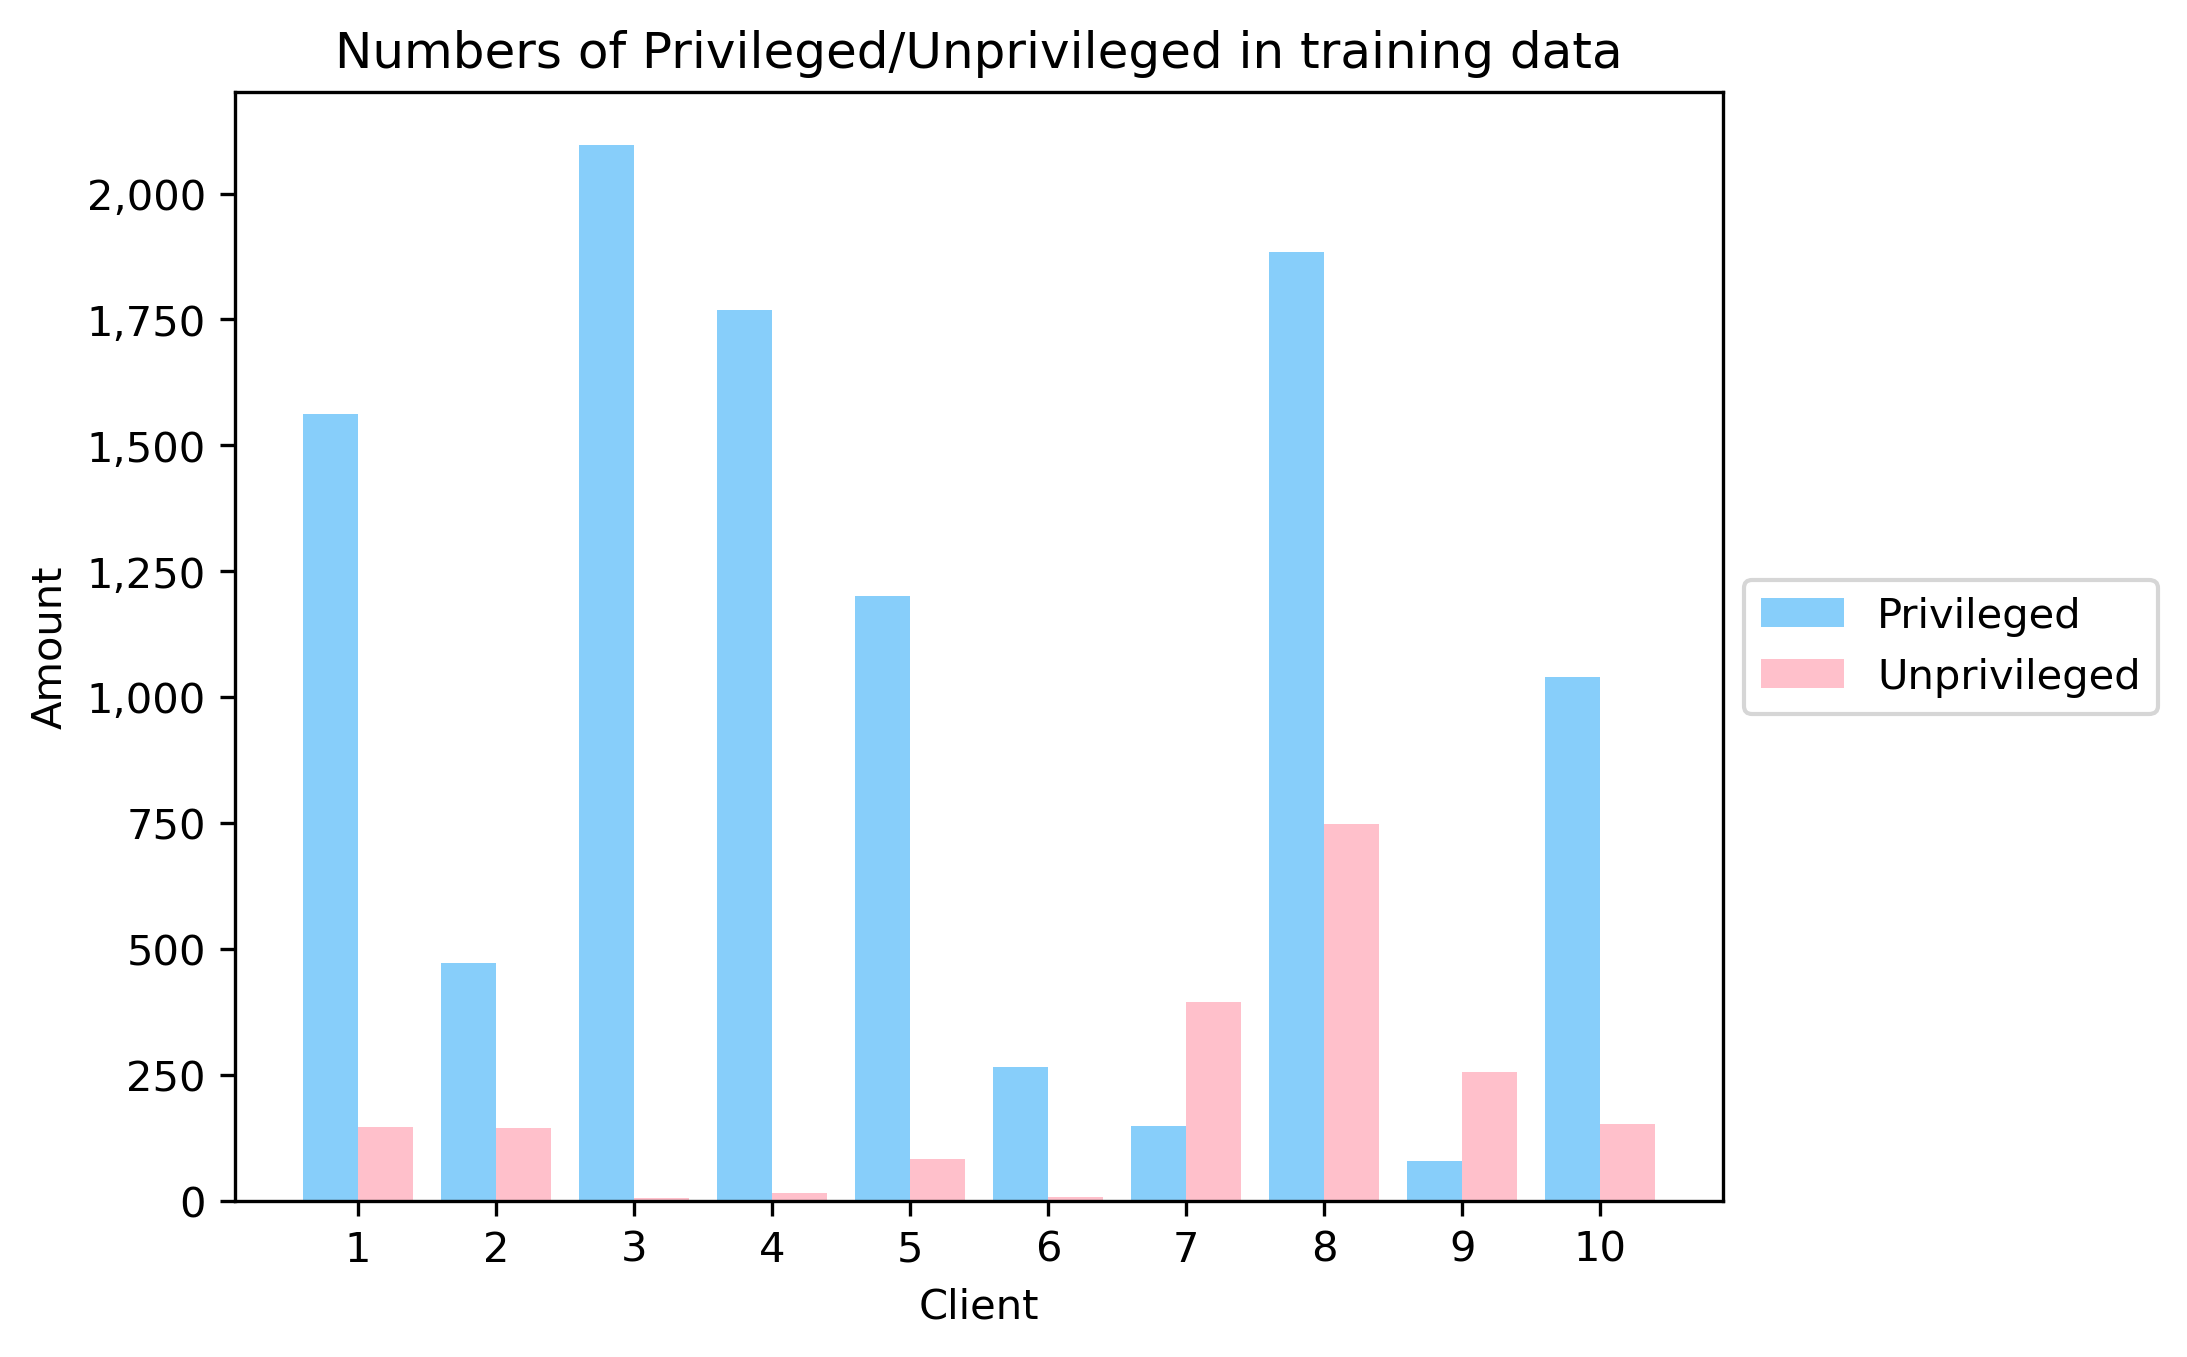 Numbers of Privileged/Unprivileged in training data
2,000
1,750
1,500
1,250
1,000
750
500
250
0
Amount
1 2 3 4 5 6 7 8 9 10
Client
Privileged
Unprivileged